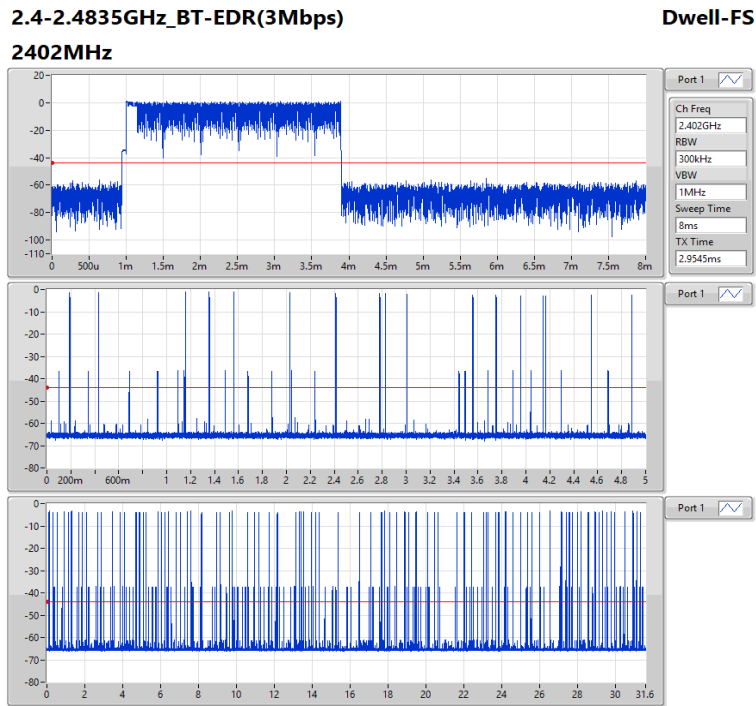 2.4-2.4835GHz_BT-EDR(3Mbps) Dwell-FS
2402MHz
Port 1
20
0
-20
-40
-60
-80
-100
-110
0 500u 1m 1.5m 2m 2.5m 3m 3.5m 4m 4.5m 5m 5.5m 6m 6.5m 7m 7.5m 8m
Ch Freq
2.402GHz
RBW
300kHz
VBW
1MHz
Sweep Time
8ms
TX Time
2.9545ms
Port 1
0
-10
-20
-30
-40
-50
-60
-70
-80
0 200m 600m 1 1.2 1.4 1.6 1.8 2 2.2 2.4 2.6 2.8 3 3.2 3.4 3.6 3.8 4 4.2 4.4 4.6 4.8 5
Port 1
0
-10
-20
-30
-40
-50
-60
-70
-80
0 2 4 6 8 10 12 14 16 18 20 22 24 26 28 30 31.6